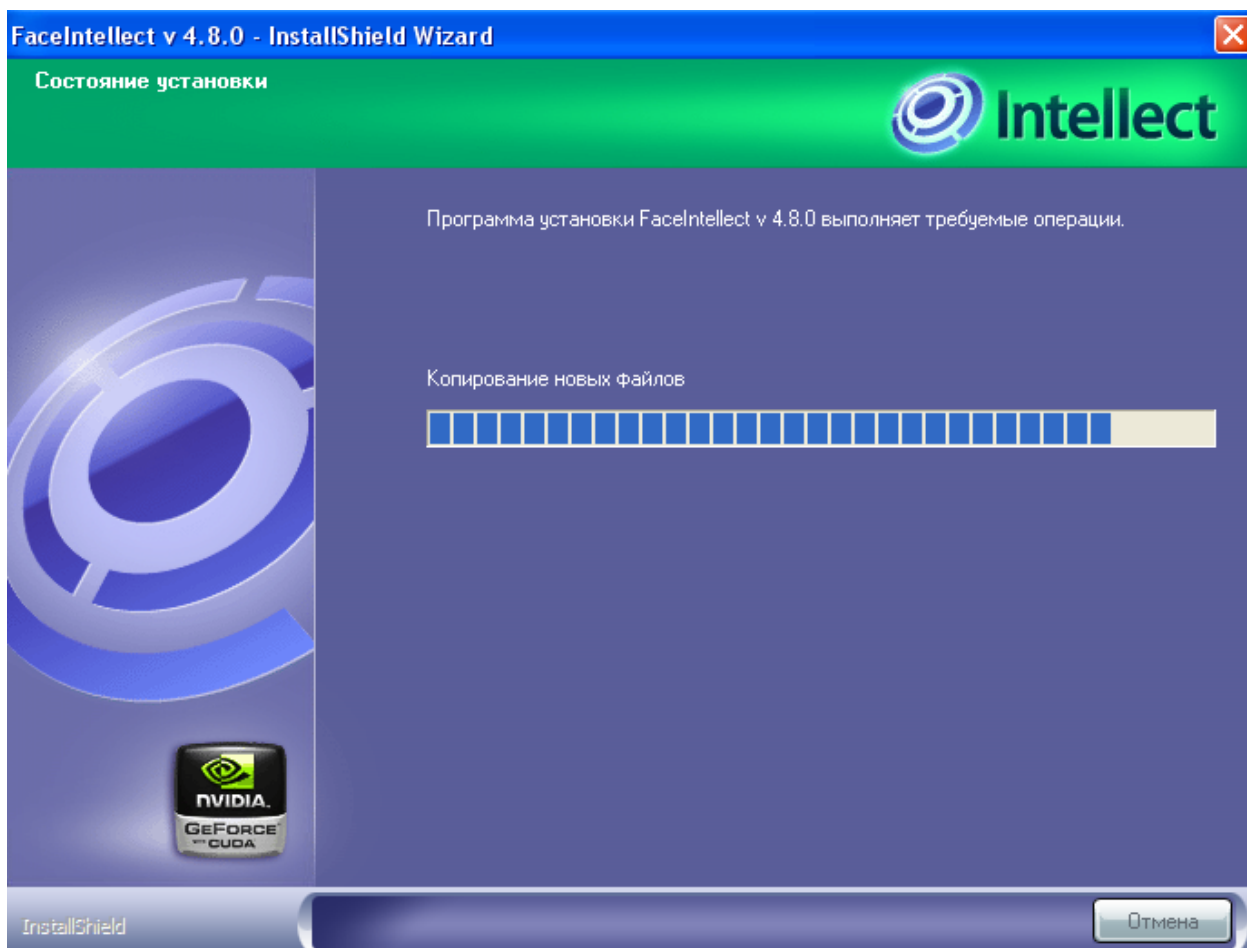 FaceIntellect v 4.8.0 - InstallShield Wizard
Состояние установки
Intellect
Программа установки FaceIntellect v 4.8.0 выполняет требуемые операции.
Копирование новых файлов
NVIDIA.
GEFORCE
WITH CUDA
InstallShield
Отмена